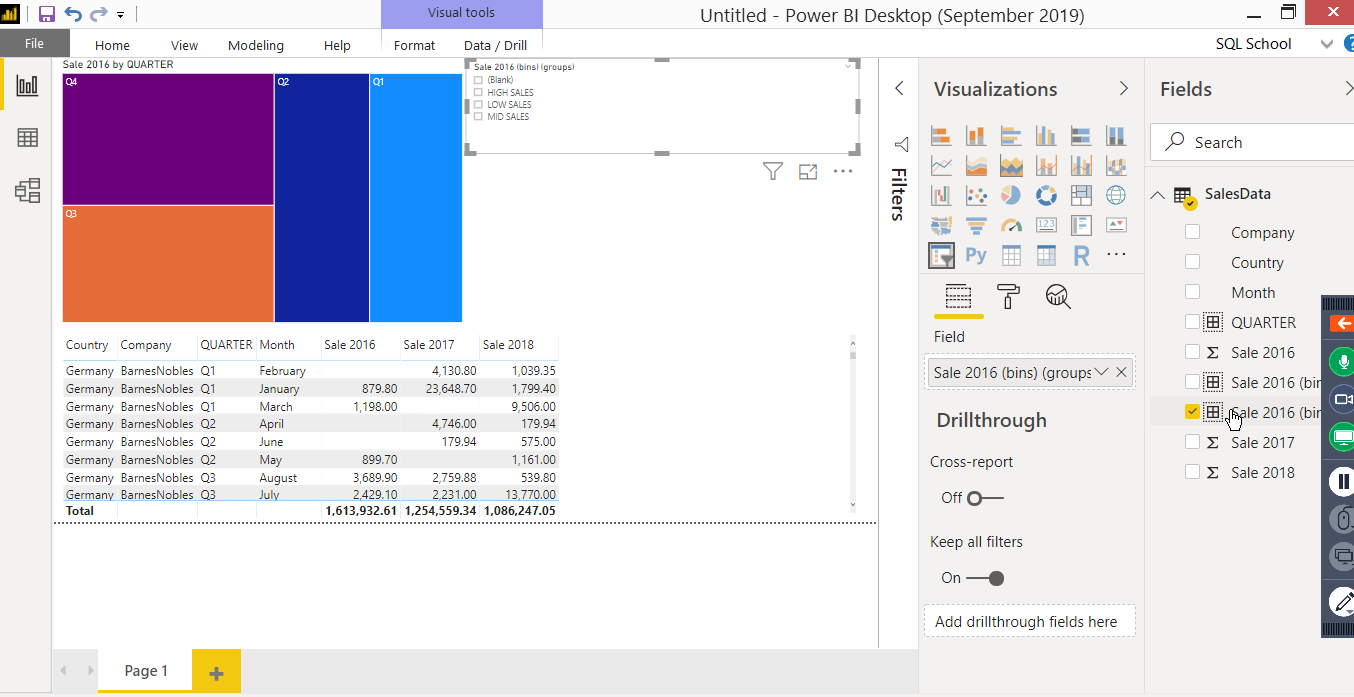 Visual tools
Untitled - Power BI Desktop (September 2019)
File
Home
View
Modeling
Help
Format
Data / Drill
SQL School
Sale 2016 by QUARTER
Q4
Q2
Q1
Q3
Sale 2016 (bins) (groups)
(Blank)
HIGH SALES
LOW SALES
MID SALES
Country Company QUARTER Month Sale 2016 Sale 2017 Sale 2018
Germany BarnesNobles Q1 February 4,130.80 1,039.35
Germany BarnesNobles Q1 January 879.80 23,648.70 1,799.40
Germany BarnesNobles Q1 March 1,198.00 9,506.00
Germany BarnesNobles Q2 April 4,746.00 179.94
Germany BarnesNobles Q2 June 179.94 575.00
Germany BarnesNobles Q2 May 899.70 1,161.00
Germany BarnesNobles Q3 August 3,689.90 2,759.88 539.80
Germany BarnesNobles Q3 July 2,429.10 2,231.00 13,770.00
Total 1,613,932.61 1,254,559.34 1,086,247.05
Page 1
Filters
Visualizations
123
Py
R
Field
Sale 2016 (bins) (groups
Drillthrough
Cross-report
Off
Keep all filters
On
Add drillthrough fields here
Fields
Search
SalesData
Company
Country
Month
QUARTER
Sale 2016
Sale 2016 (bin
Sale 2016 (bin
Sale 2017
Sale 2018